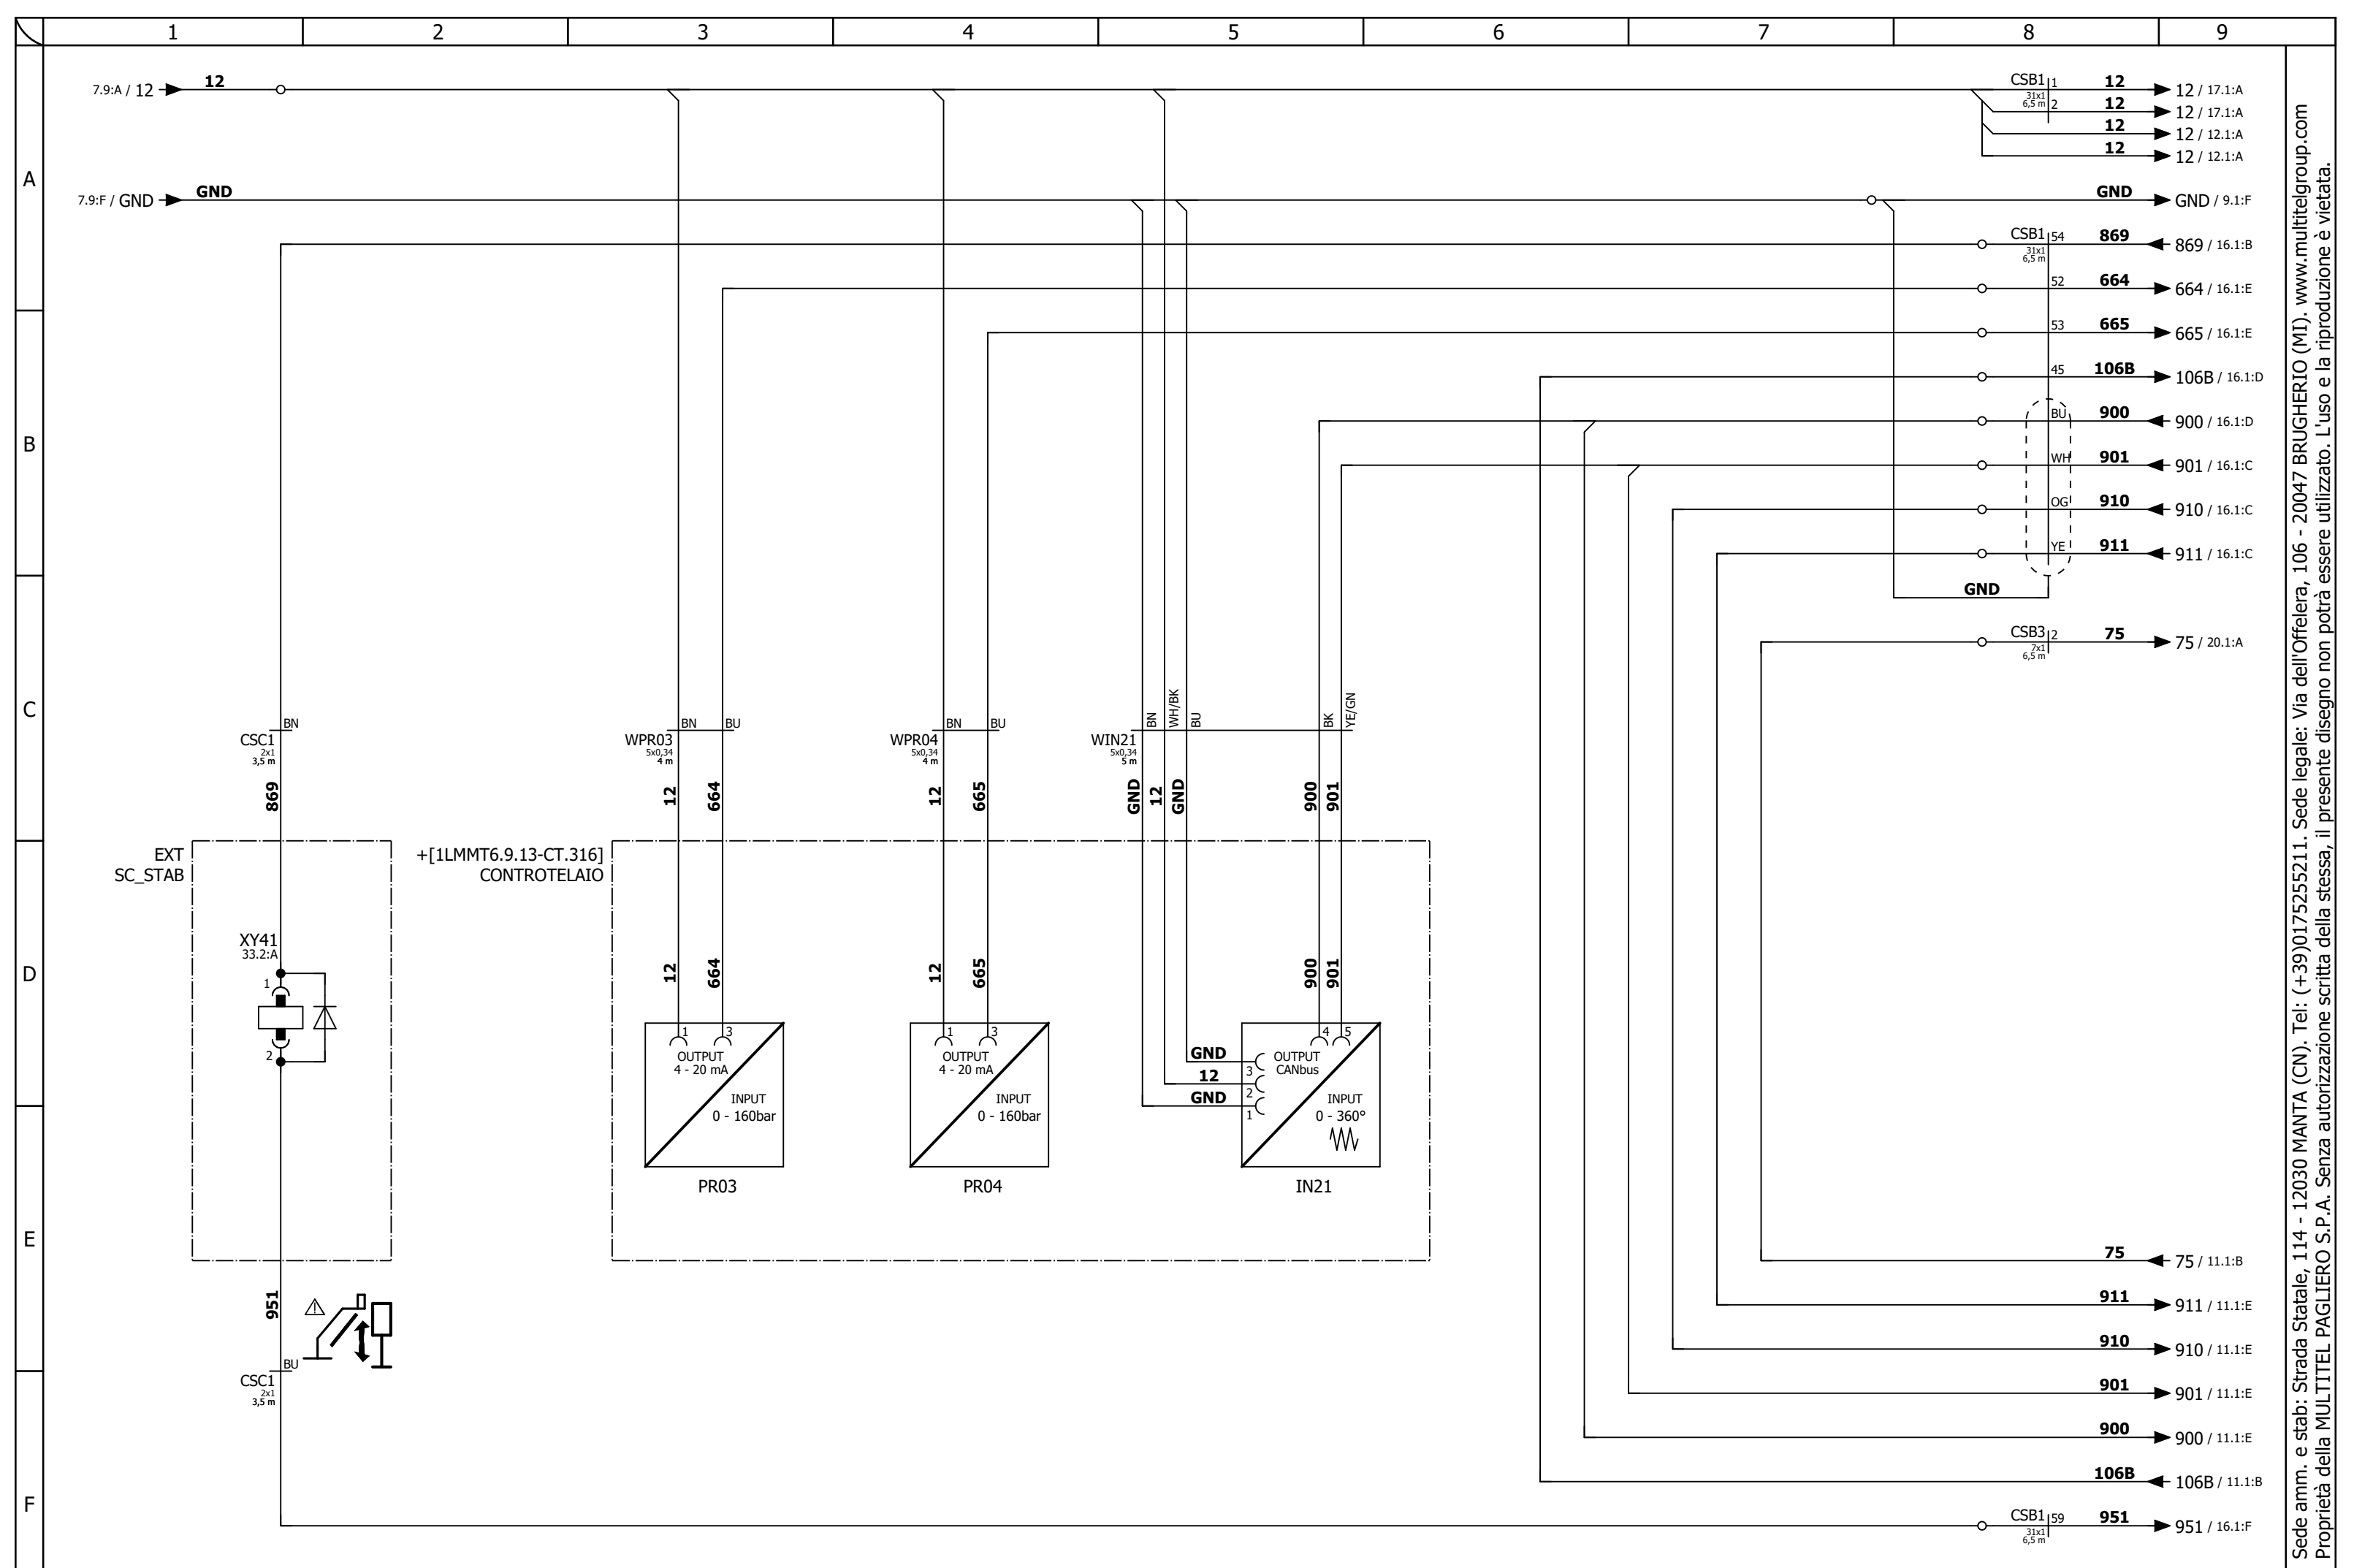 1 2 3 4 5 6 7 8 9
A
B
C
D
E
F
7.9:A / 12
12
CSB1
31x1
6,5 m
1
12
12 / 17.1:A
2
12
12 / 17.1:A
12
12 / 12.1:A
12
12 / 12.1:A
7.9:F / GND
GND
GND
GND / 9.1:F
CSB1
31x1
6,5 m
54
869
869 / 16.1:B
52
664
664 / 16.1:E
53
665
665 / 16.1:E
45
106B
106B / 16.1:D
BU
900
900 / 16.1:D
WH
901
901 / 16.1:C
OG
910
910 / 16.1:C
YE
911
911 / 16.1:C
GND
CSB3
7x1
6,5 m
2
75
75 / 20.1:A
BN
CSC1
2x1
3,5 m
869
BN
BU
WPR03
5x0,34
4 m
12
664
BN
BU
WPR04
5x0,34
4 m
12
665
BN
WH/BK
BU
BK
YE/GN
WIN21
5x0,34
5 m
GND
12
GND
900
901
EXT
SC_STAB
+[1LMMT6.9.13-CT.316]
CONTROTELAIO
XY41
33.2:A
1
2
12
664
12
665
900
901
1
3
OUTPUT
4 - 20 mA
INPUT
0 - 160bar
PR03
1
3
OUTPUT
4 - 20 mA
INPUT
0 - 160bar
PR04
GND
12
GND
3
2
1
4
5
OUTPUT
CANbus
INPUT
0 - 360°
IN21
951
BU
CSC1
2x1
3,5 m
75
75 / 11.1:B
911
911 / 11.1:E
910
910 / 11.1:E
901
901 / 11.1:E
900
900 / 11.1:E
106B
106B / 11.1:B
CSB1
31x1
6,5 m
59
951
951 / 16.1:F
Sede amm. e stab: Strada Statale, 114 - 12030 MANTA (CN). Tel: (+39)0175255211. Sede legale: Via dell'Offelera, 106 - 20047 BRUGHERIO (MI). www.multitelgroup.com
Proprietà della MULTITEL PAGLIERO S.P.A. Senza autorizzazione scritta della stessa, il presente disegno non potrà essere utilizzato. L'uso e la riproduzione è vietata.